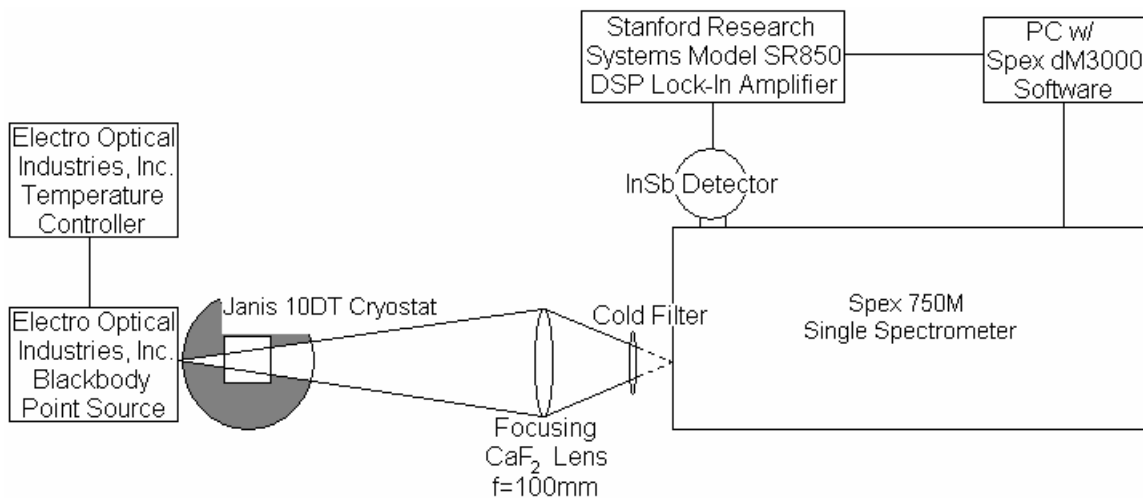 Stanford Research
Systems Model SR850
DSP Lock-In Amplifier
PC w/
Spex dM3000
Software
Electro Optical
Industries, Inc.
Temperature
Controller
InSb Detector
Janis 10DT Cryostat
Cold Filter
Spex 750M
Single Spectrometer
Electro Optical
Industries, Inc.
Blackbody
Point Source
Focusing
CaF₂ Lens
f=100mm